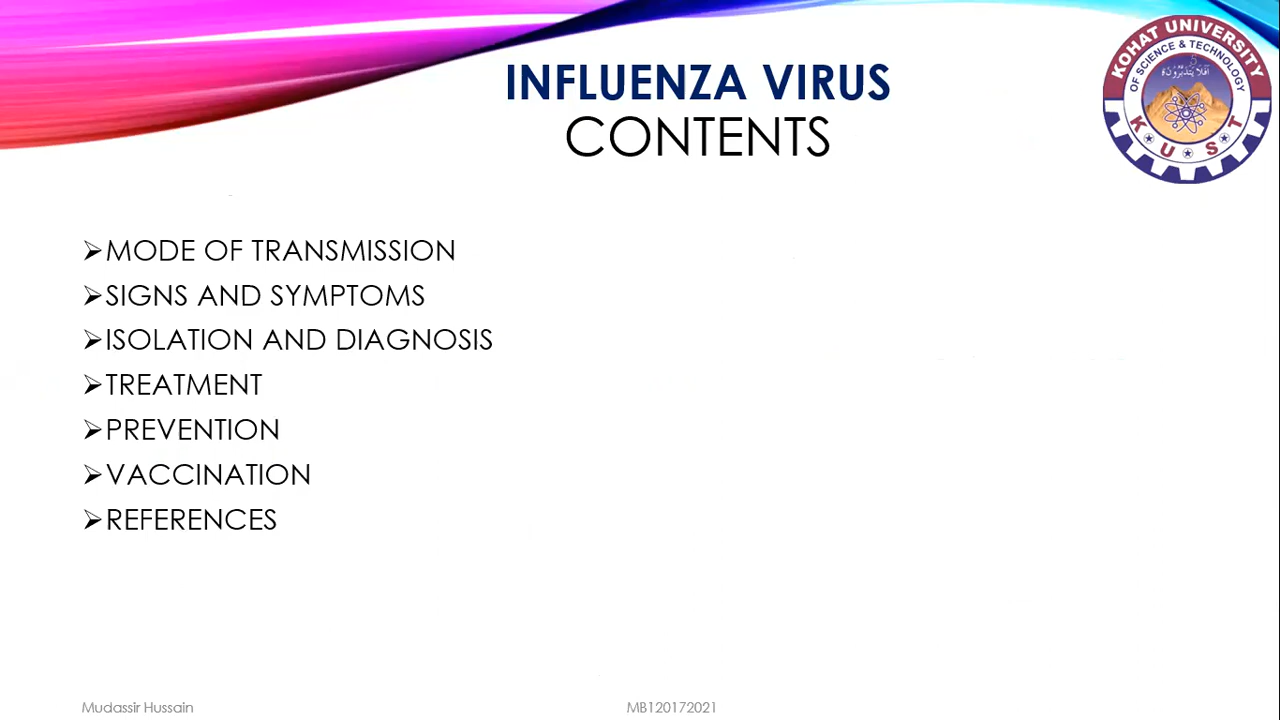 INFLUENZA VIRUS
CONTENTS
KOHAT UNIVERSITY
OF SCIENCE & TECHNOLOGY
K U S T
➢MODE OF TRANSMISSION
➢SIGNS AND SYMPTOMS
➢ISOLATION AND DIAGNOSIS
➢TREATMENT
➢PREVENTION
➢VACCINATION
➢REFERENCES
Mudassir Hussain
MB120172021